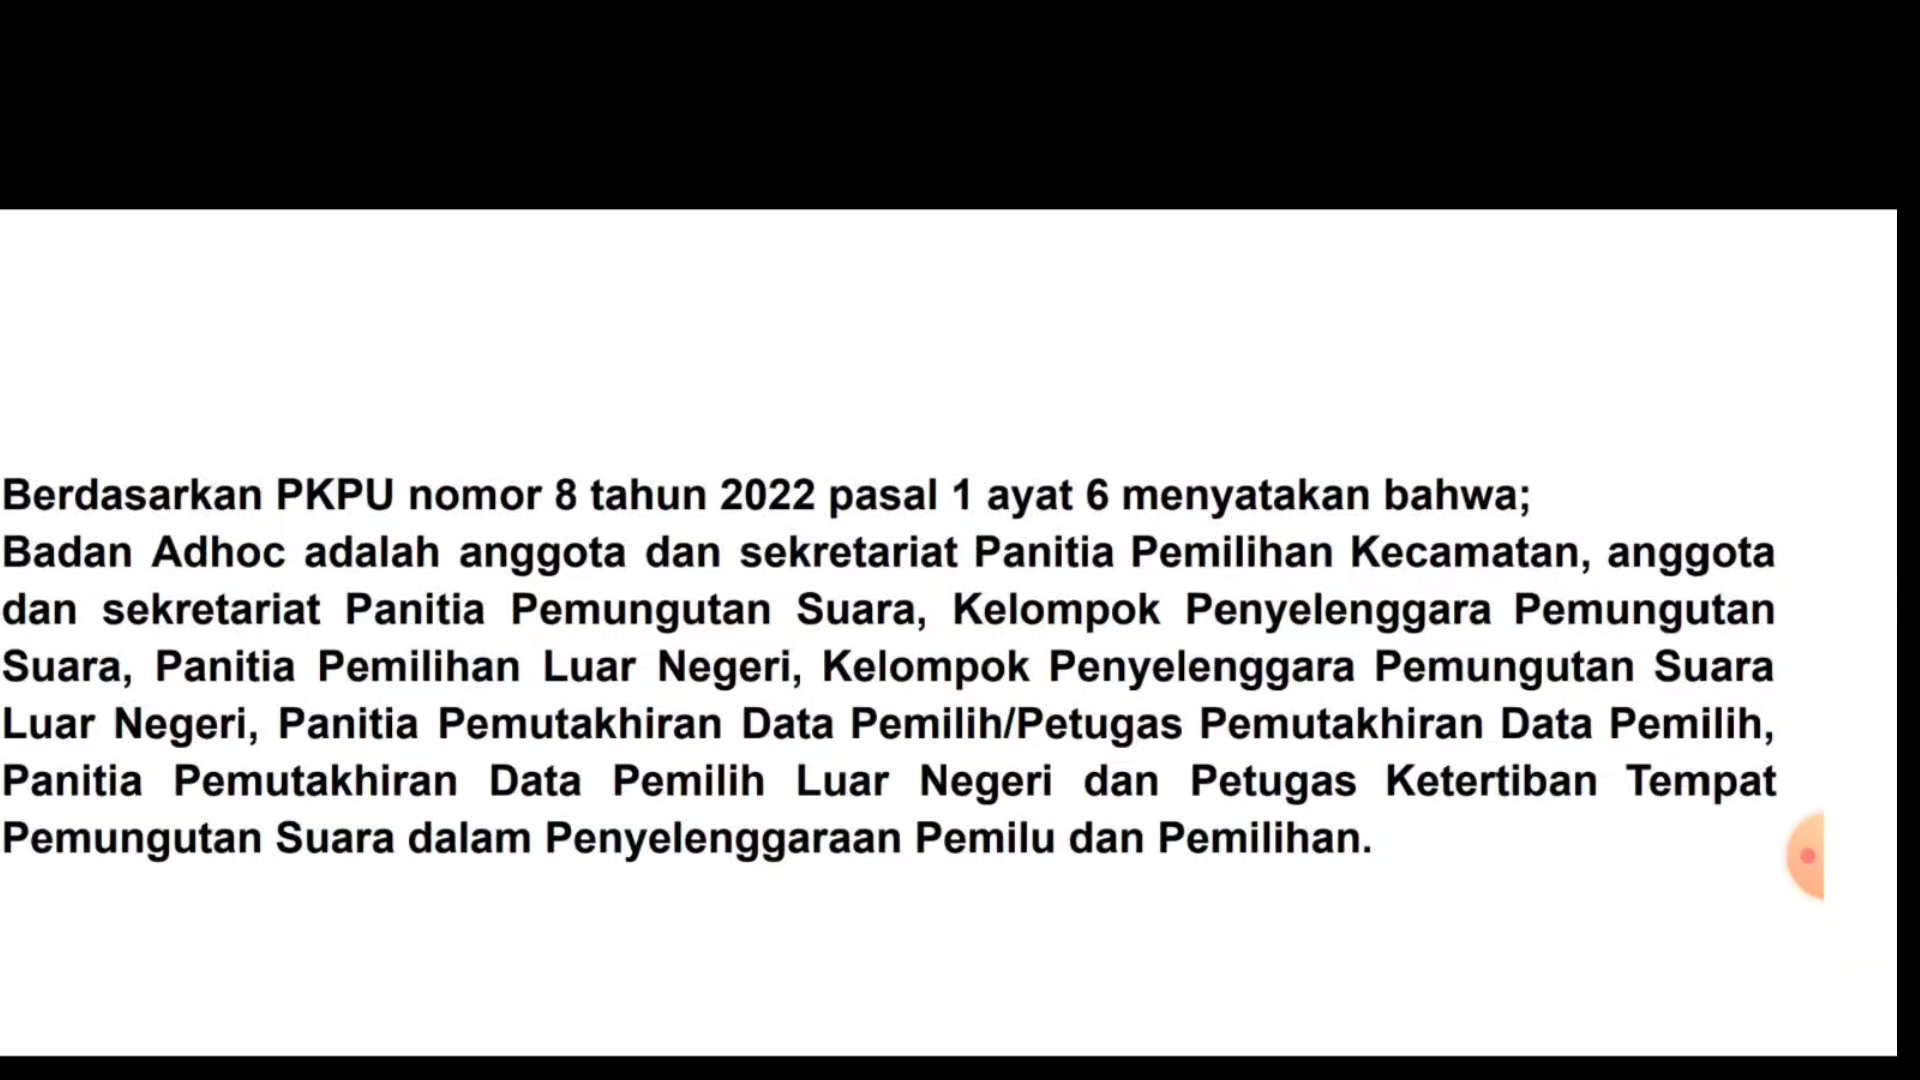 Berdasarkan PKPU nomor 8 tahun 2022 pasal 1 ayat 6 menyatakan bahwa;
Badan Adhoc adalah anggota dan sekretariat Panitia Pemilihan Kecamatan, anggota
dan sekretariat Panitia Pemungutan Suara, Kelompok Penyelenggara Pemungutan
Suara, Panitia Pemilihan Luar Negeri, Kelompok Penyelenggara Pemungutan Suara
Luar Negeri, Panitia Pemutakhiran Data Pemilih/Petugas Pemutakhiran Data Pemilih,
Panitia Pemutakhiran Data Pemilih Luar Negeri dan Petugas Ketertiban Tempat
Pemungutan Suara dalam Penyelenggaraan Pemilu dan Pemilihan.